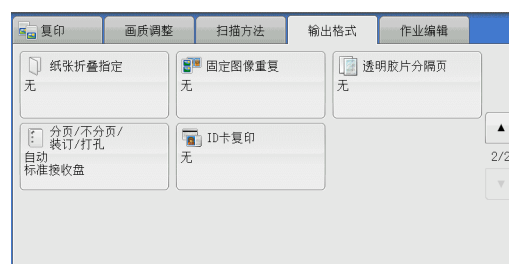 复印
画质调整
扫描方法
输出格式
作业编辑
纸张折叠指定
无
固定图像重复
无
透明胶片分隔页
无
分页/不分页/
装订/打孔
自动
标准接收盘
ID卡复印
无
2/2